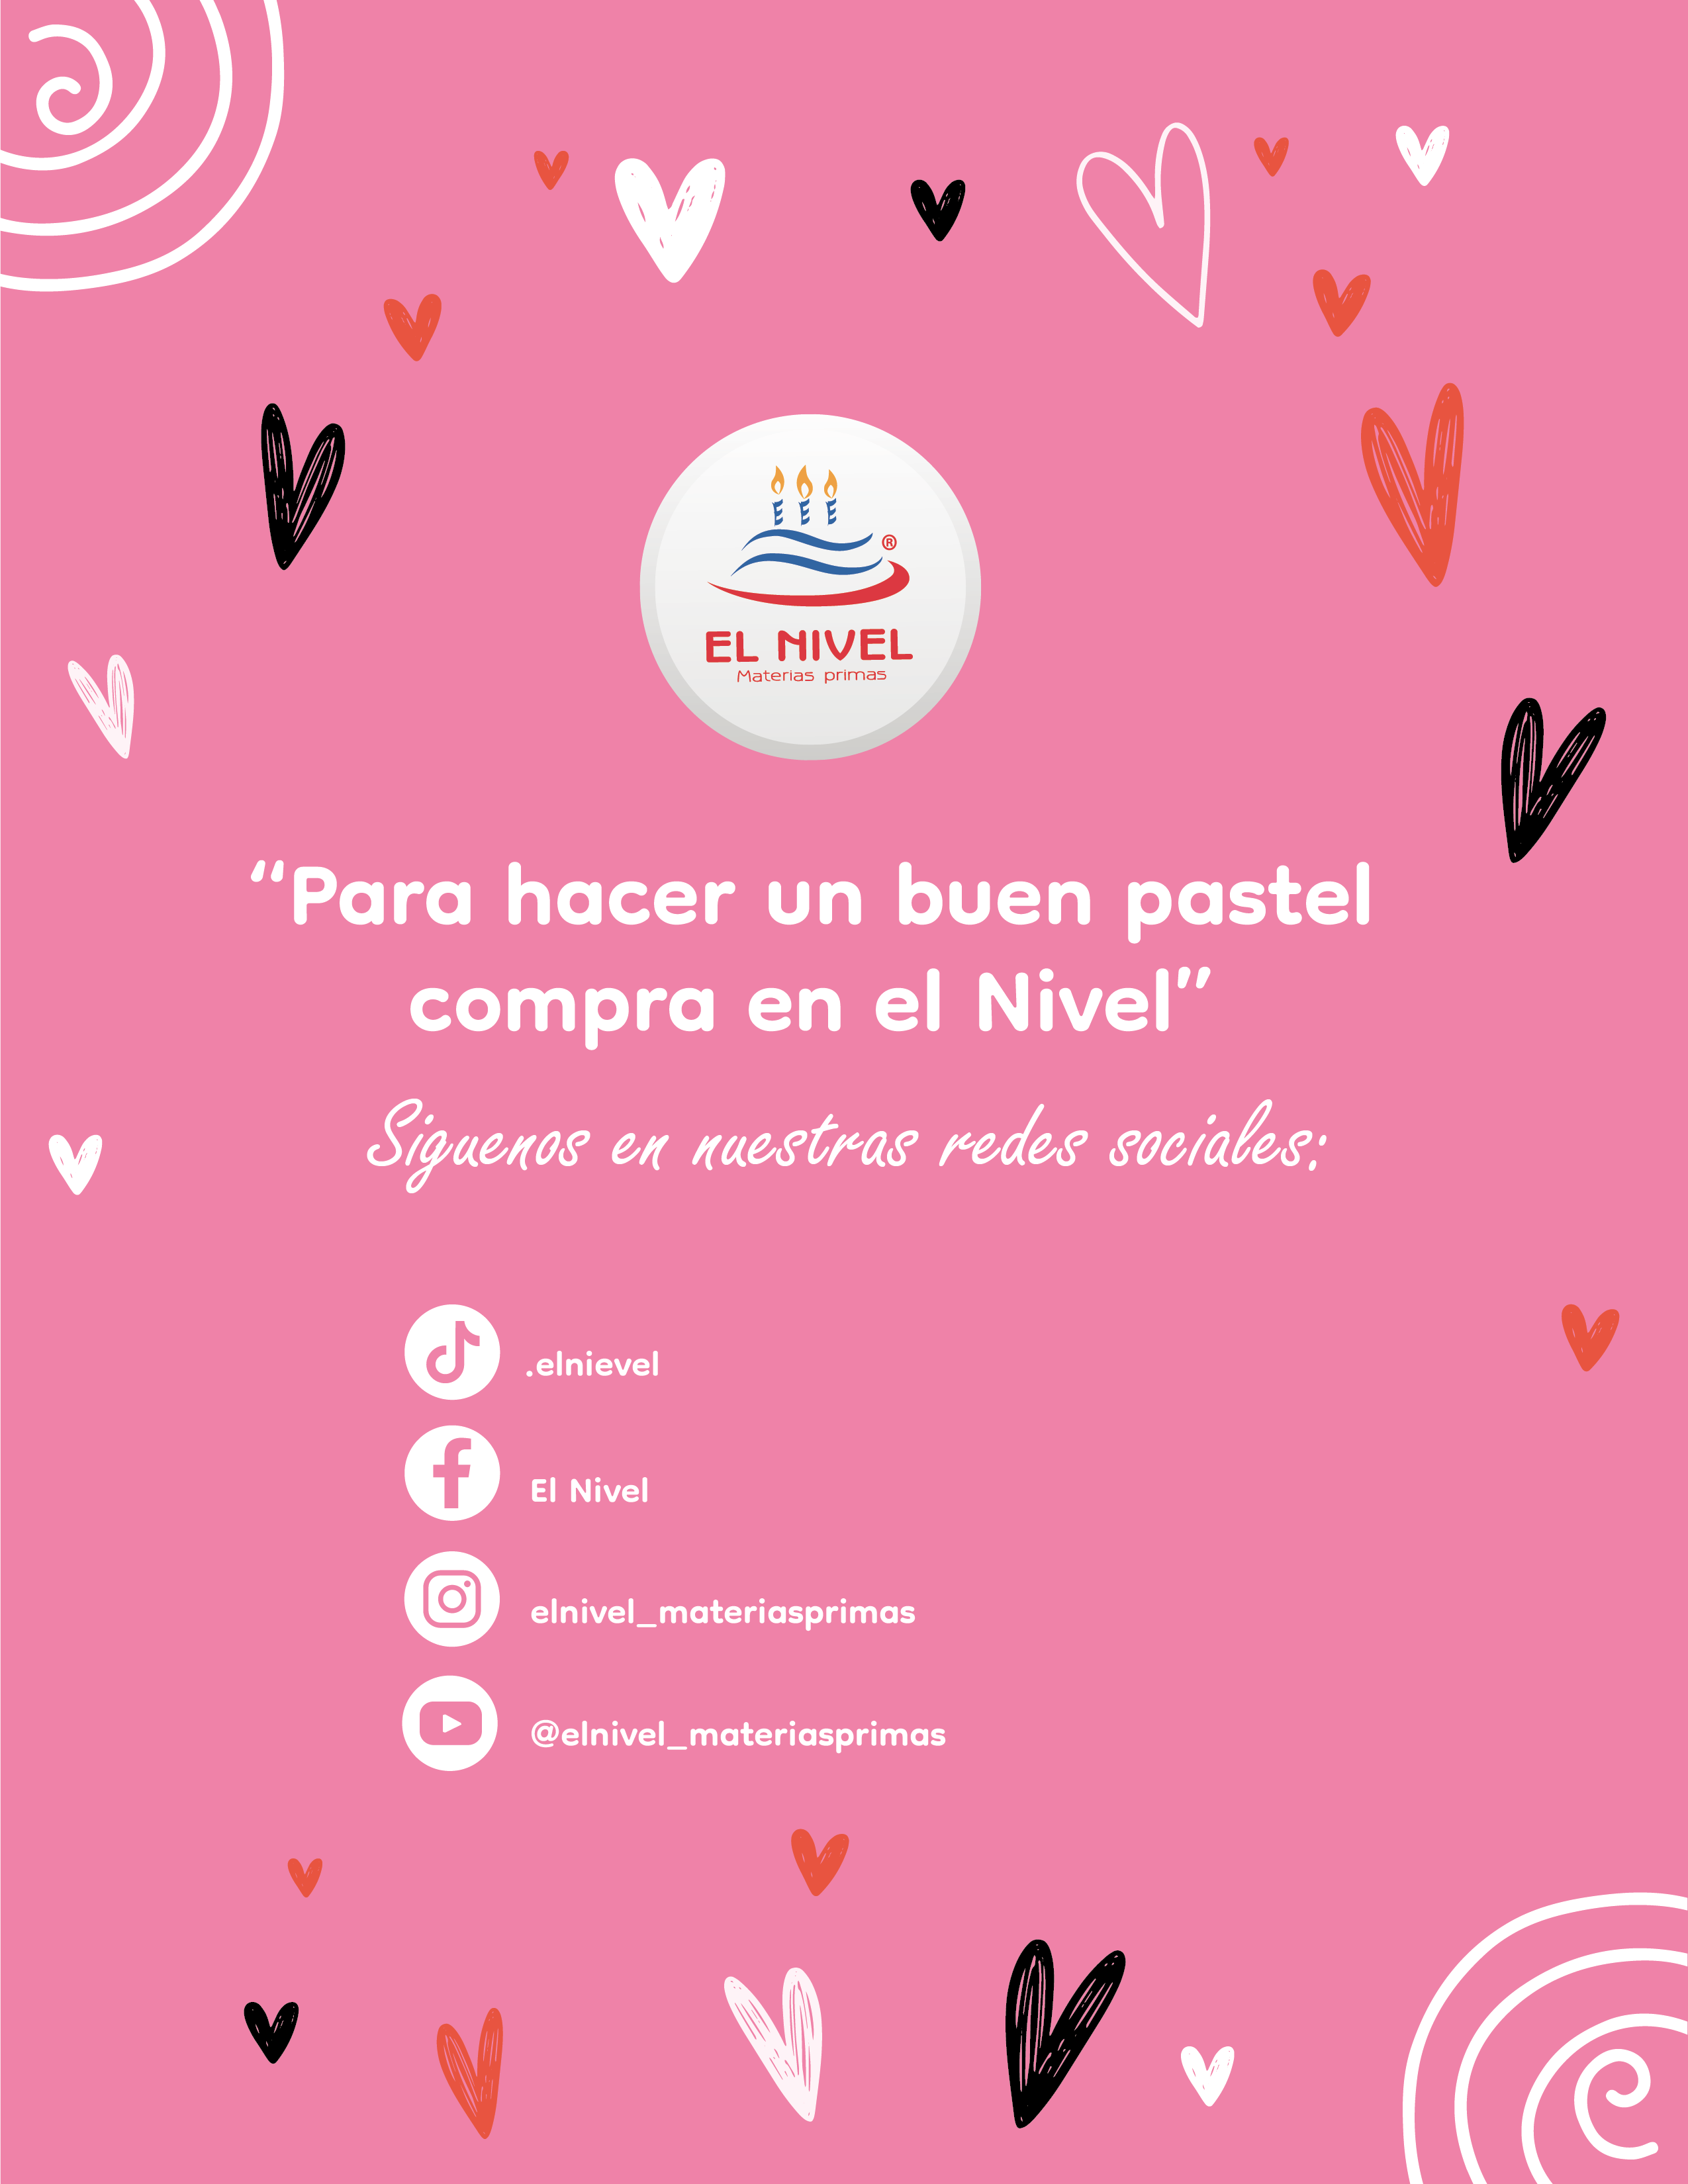 ®
EL NIVEL
Materias primas
“Para hacer un buen pastel
compra en el Nivel”
Siguenos en nuestras redes sociales:
.elnievel
El Nivel
elnivel_materiasprimas
@elnivel_materiasprimas